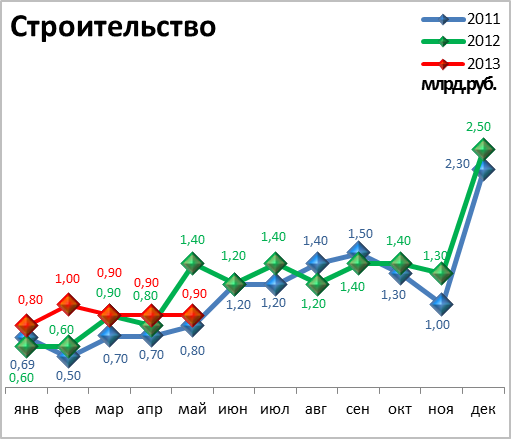 Строительство
2011
2012
2013
млрд.руб.
2,50
2,30
1,40 1,20 1,40 1,40 1,50 1,40 1,30
0,80 1,00 0,90 0,90 0,90
0,90 0,80
1,20 1,20 1,20 1,40 1,30 1,00
0,60
0,69 0,50 0,70 0,70 0,80
0,60
янв фев мар апр май июн июл авг сен окт ноя дек